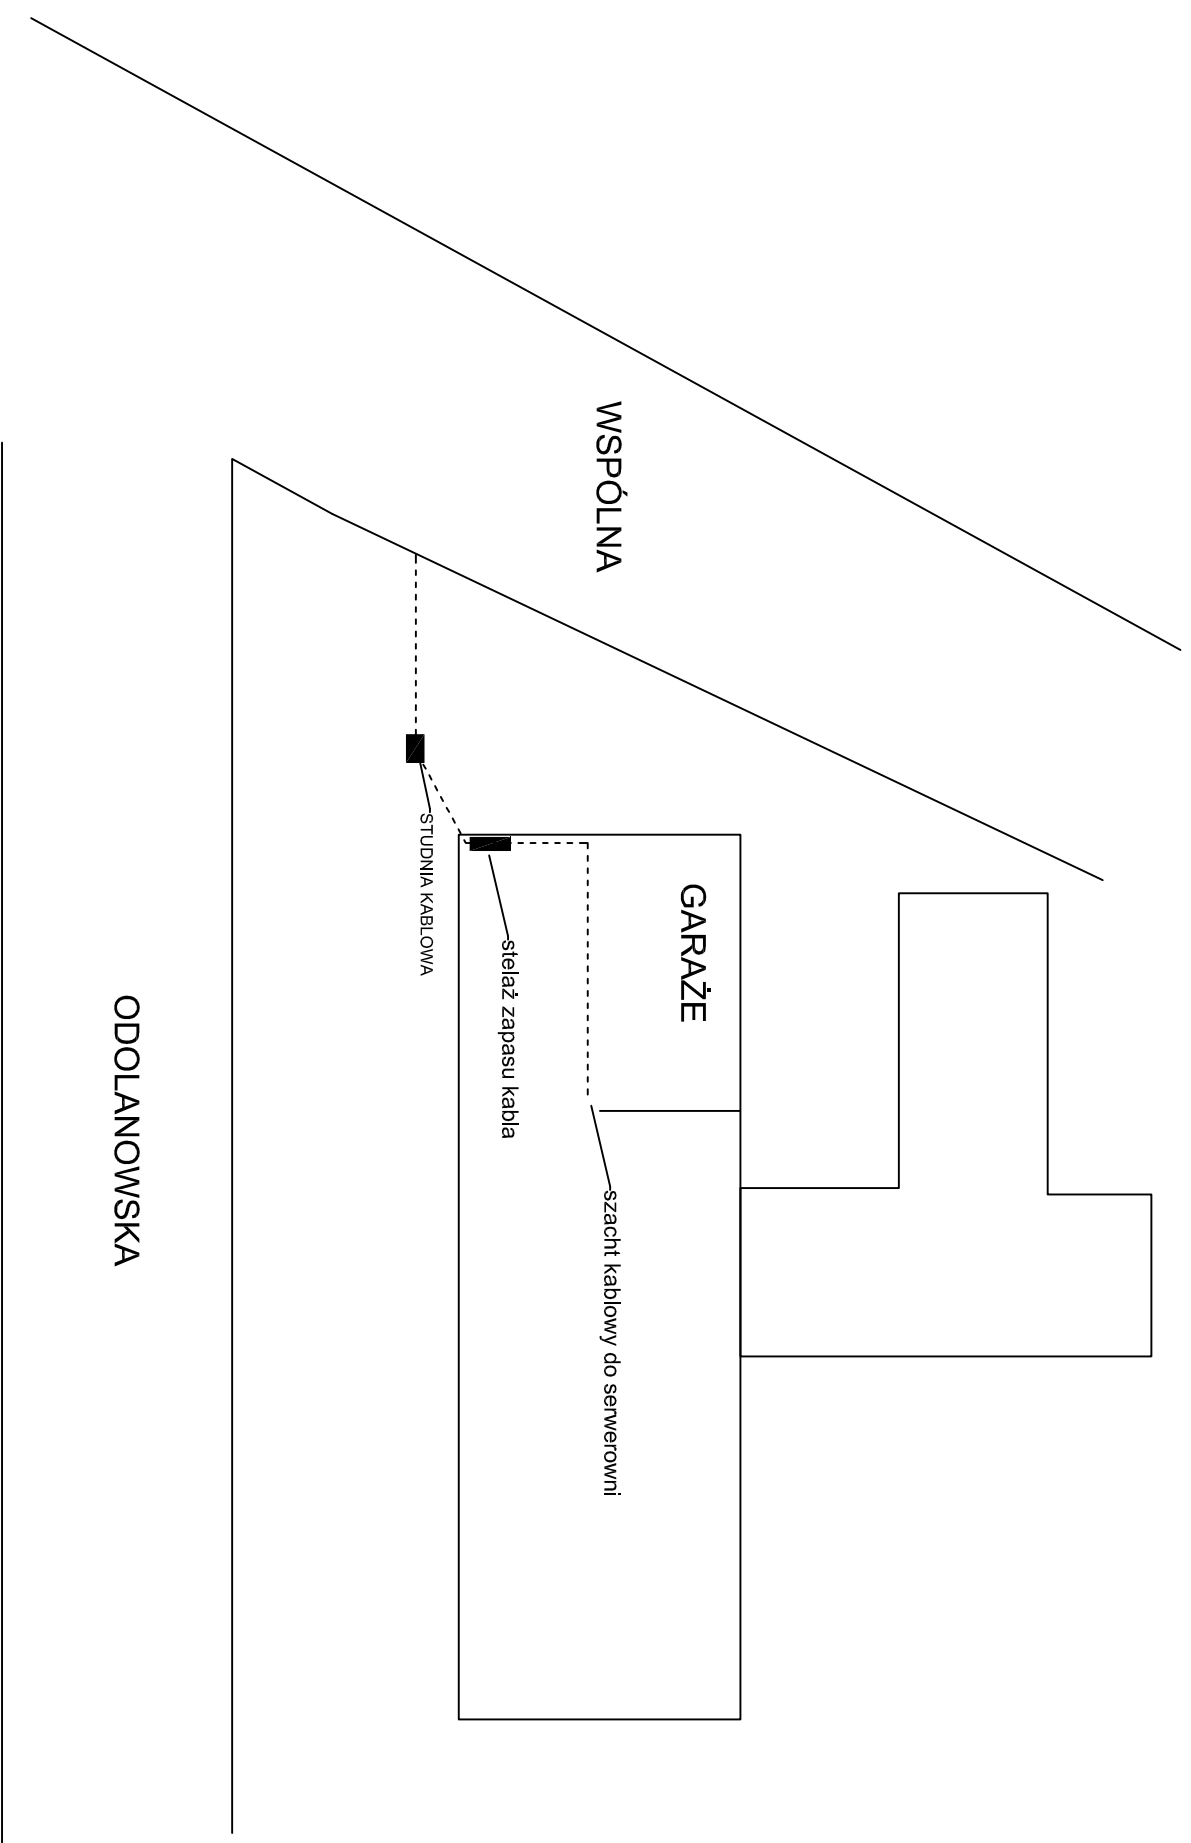 WSPÓLNA
GARAŻE
szacht kablowy do serwerowni
stelaż zapasu kabla
STUDNIA KABLOWA
ODOLANOWSKA